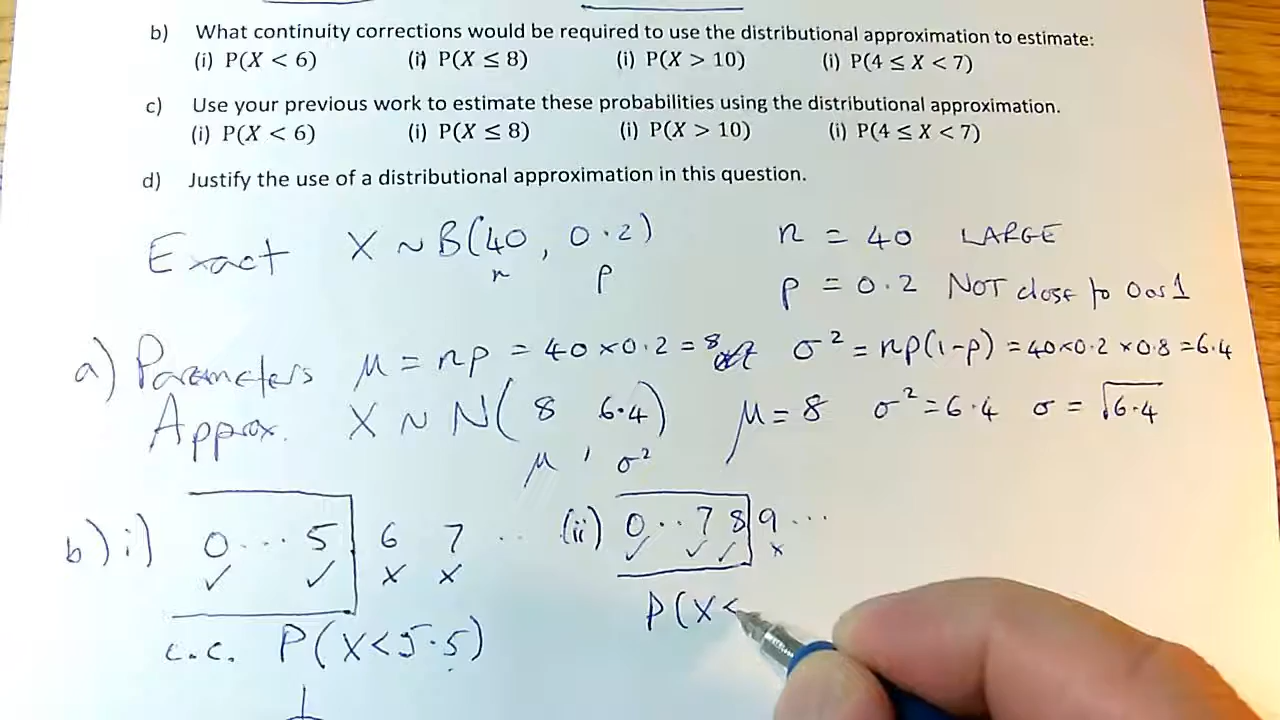 b) What continuity corrections would be required to use the distributional approximation to estimate:
(i) P(X < 6) (i) P(X ≤ 8) (i) P(X > 10) (i) P(4 ≤ X < 7)
c) Use your previous work to estimate these probabilities using the distributional approximation.
(i) P(X < 6) (i) P(X ≤ 8) (i) P(X > 10) (i) P(4 ≤ X < 7)
d) Justify the use of a distributional approximation in this question.
Exact X ~ B(40, 0.2) n = 40 LARGE
n p p = 0.2 NOT close to 0 or 1
a) Parameters μ = np = 40×0.2 = 8 σ² = np(1-p) = 40×0.2×0.8 = 6.4
Approx. X ~ N(8, 6.4) μ = 8 σ² = 6.4 σ = √6.4
μ σ²
b) i) 0 ... 5 6 7 .. (ii) 0 .. 7 8 9 ...
✓ ✓ x x ✓ ✓ ✓ x
c.c. P(X<5.5) P(X<